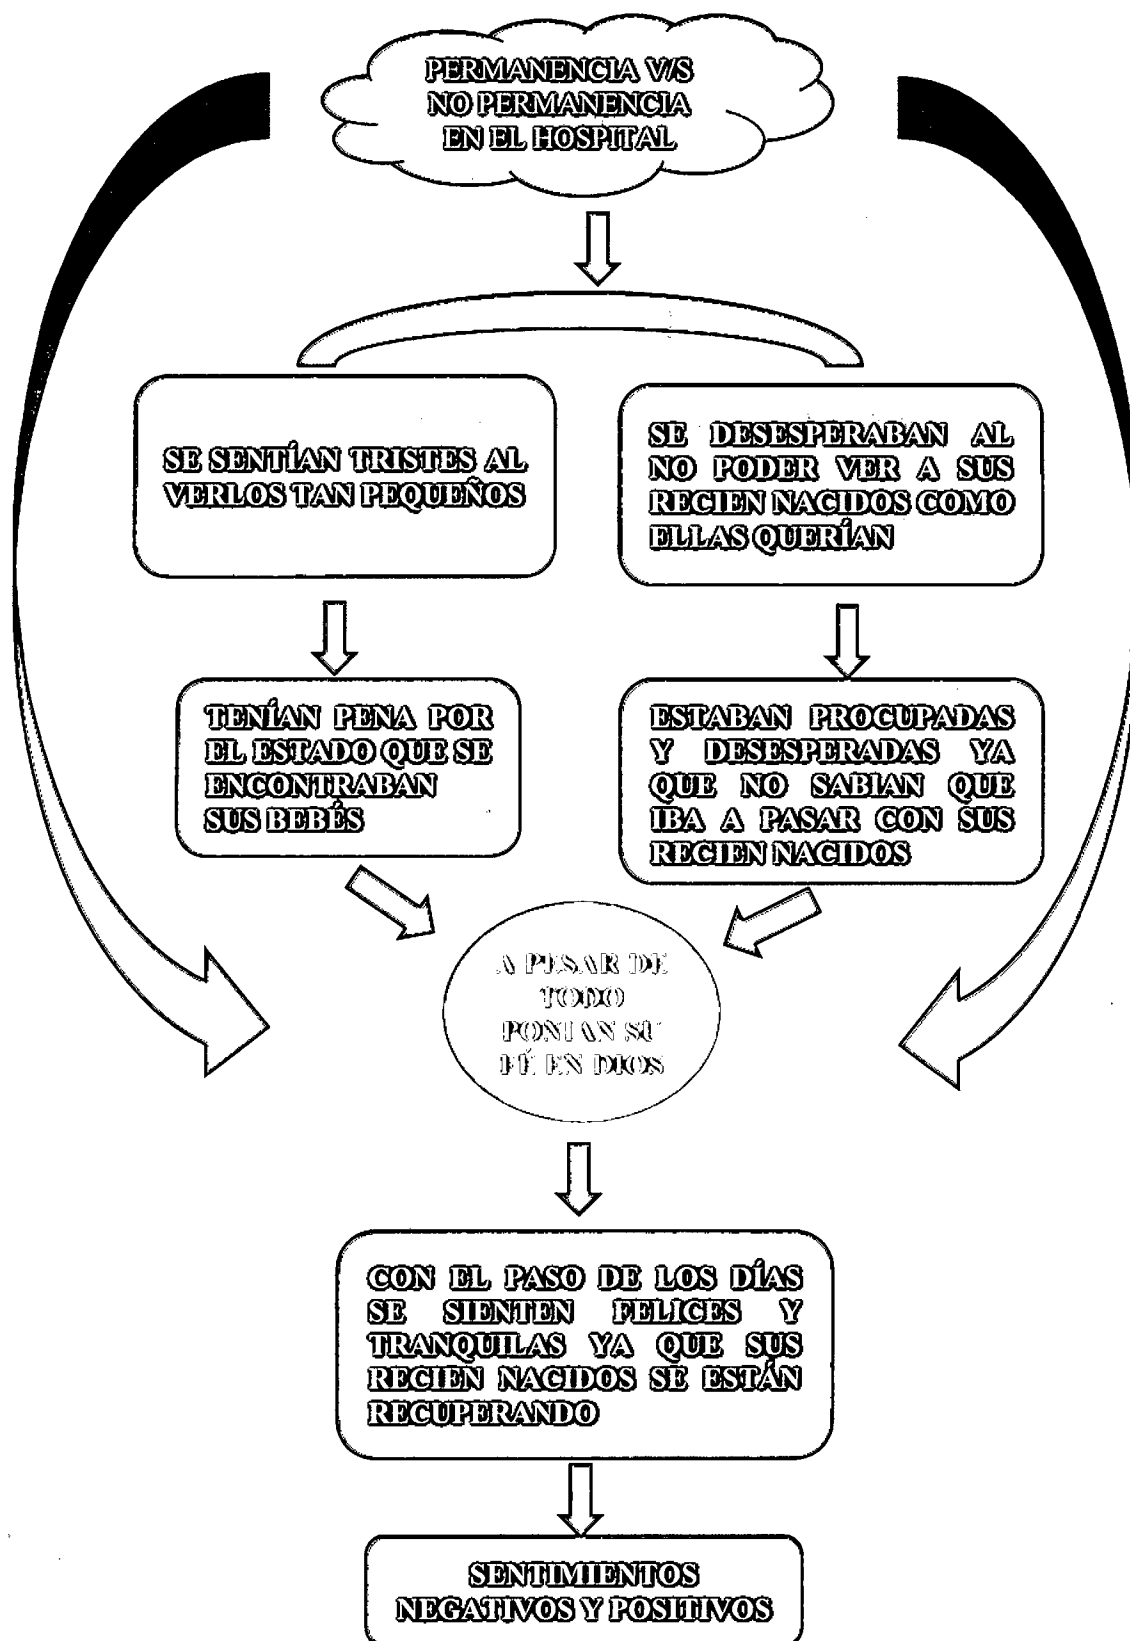 PERMANENCIA V/S
NO PERMANENCIA
EN EL HOSPITAL
SE SENTÍAN TRISTES AL
VERLOS TAN PEQUEÑOS
SE DESESPERABAN AL
NO PODER VER A SUS
RECIEN NACIDOS COMO
ELLAS QUERÍAN
TENÍAN PENA POR
EL ESTADO QUE SE
ENCONTRABAN
SUS BEBÉS
ESTABAN PROCUPADAS
Y DESESPERADAS YA
QUE NO SABIAN QUE
IBA A PASAR CON SUS
RECIEN NACIDOS
A PESAR DE
TODO
PONIAN SU
FÉ EN DIOS
CON EL PASO DE LOS DÍAS
SE SIENTEN FELICES Y
TRANQUILAS YA QUE SUS
RECIEN NACIDOS SE ESTÁN
RECUPERANDO
SENTIMIENTOS
NEGATIVOS Y POSITIVOS